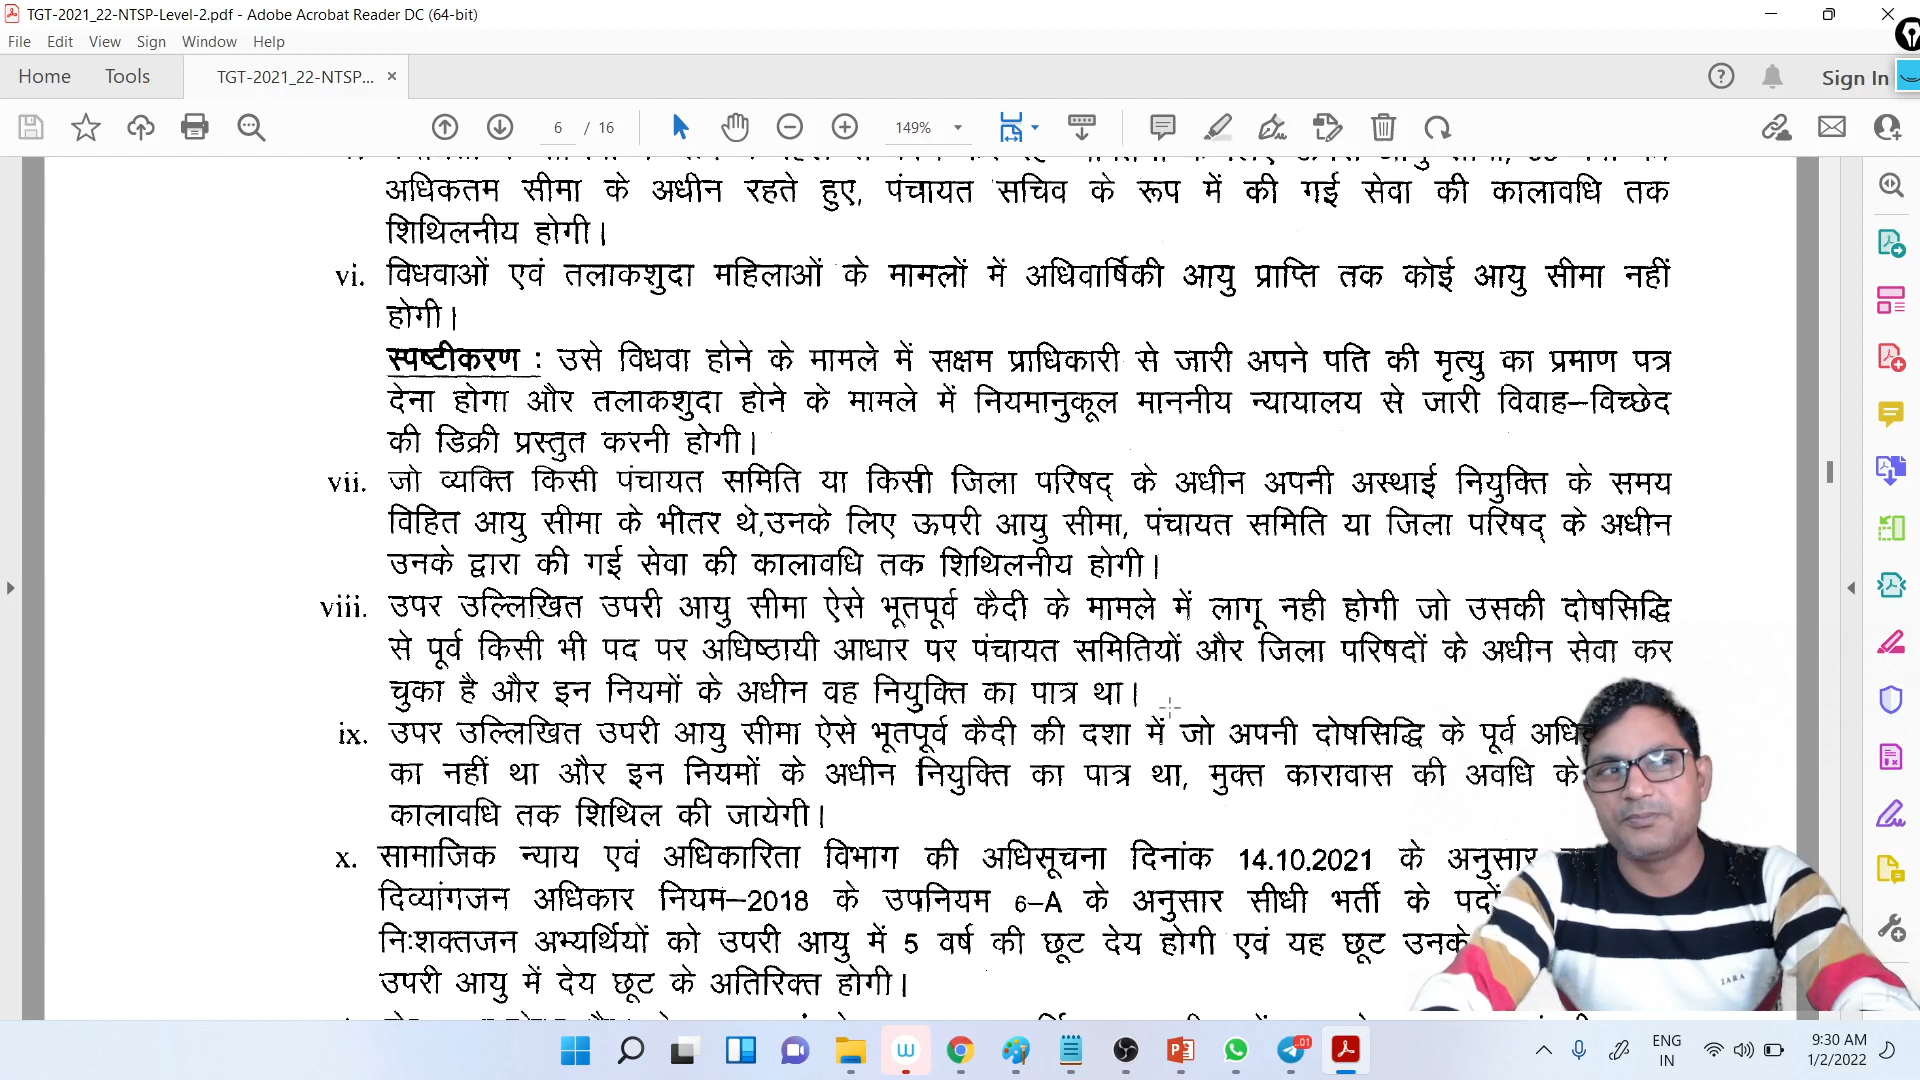 TGT-2021_22-NTSP-Level-2.pdf - Adobe Acrobat Reader DC (64-bit)
File Edit View Sign Window Help
Home Tools TGT-2021_22-NTSP... × Sign In
6 / 16 149%
अधिकतम सीमा के अधीन रहते हुए, पंचायत सचिव के रूप में की गई सेवा की कालावधि तक
शिथिलनीय होगी।
vi. विधवाओं एवं तलाकशुदा महिलाओं के मामलों में अधिवार्षिकी आयु प्राप्ति तक कोई आयु सीमा नहीं
होगी।
स्पष्टीकरण : उसे विधवा होने के मामले में सक्षम प्राधिकारी से जारी अपने पति की मृत्यु का प्रमाण पत्र
देना होगा और तलाकशुदा होने के मामले में नियमानुकूल माननीय न्यायालय से जारी विवाह–विच्छेद
की डिक्री प्रस्तुत करनी होगी।
vii. जो व्यक्ति किसी पंचायत समिति या किसी जिला परिषद् के अधीन अपनी अस्थाई नियुक्ति के समय
विहित आयु सीमा के भीतर थे,उनके लिए ऊपरी आयु सीमा, पंचायत समिति या जिला परिषद् के अधीन
उनके द्वारा की गई सेवा की कालावधि तक शिथिलनीय होगी।
viii. उपर उल्लिखित उपरी आयु सीमा ऐसे भूतपूर्व कैदी के मामले में लागू नही होगी जो उसकी दोषसिद्धि
से पूर्व किसी भी पद पर अधिष्ठायी आधार पर पंचायत समितियों और जिला परिषदों के अधीन सेवा कर
चुका है और इन नियमों के अधीन वह नियुक्ति का पात्र था।
ix. उपर उल्लिखित उपरी आयु सीमा ऐसे भूतपूर्व कैदी की दशा में जो अपनी दोषसिद्धि के पूर्व
का नहीं था और इन नियमों के अधीन नियुक्ति का पात्र था, मुक्त कारावास की अवधि के
कालावधि तक शिथिल की जायेगी।
x. सामाजिक न्याय एवं अधिकारिता विभाग की अधिसूचना दिनांक 14.10.2021 के अनुसार
दिव्यांगजन अधिकार नियम–2018 के उपनियम 6–A के अनुसार सीधी भर्ती के
निःशक्तजन अभ्यर्थियों को उपरी आयु में 5 वर्ष की छूट देय होगी एवं यह छूट उनके
उपरी आयु में देय छूट के अतिरिक्त होगी।
ZARA
ENG
IN
9:30 AM
1/2/2022